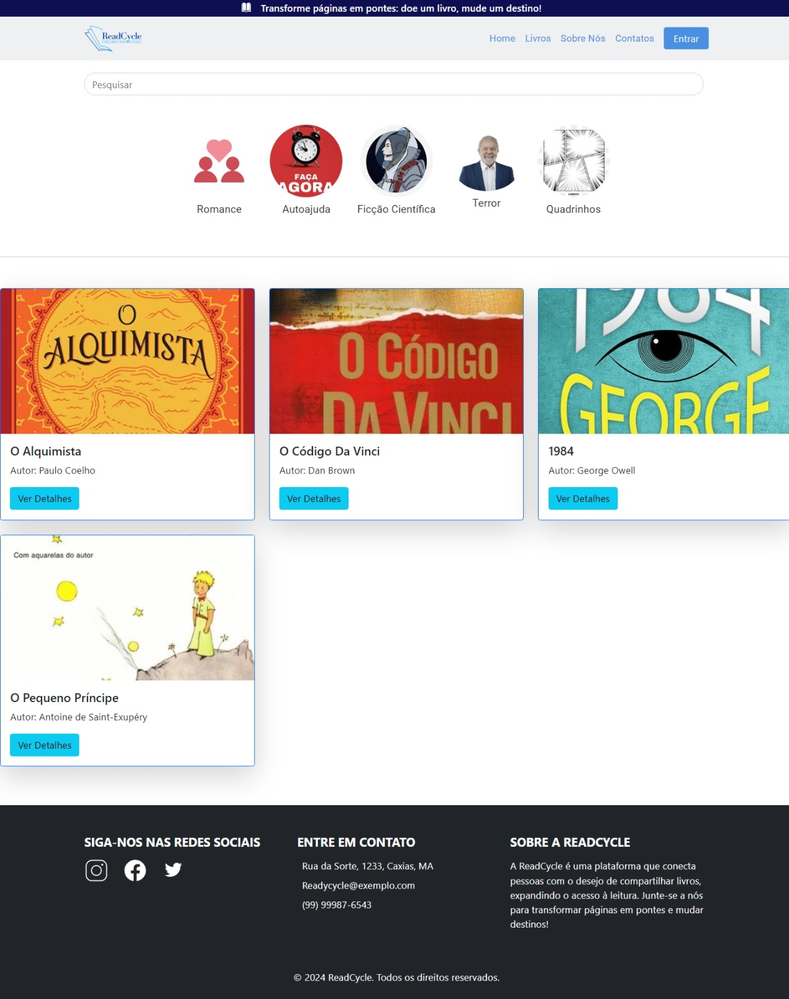 Transforme páginas em pontes: doe um livro, mude um destino!
ReadCycle
CYCLING KNOWLEDGE
Home Livros Sobre Nós Contatos Entrar
Pesquisar
FAÇA
AGORA
Romance Autoajuda Ficção Científica Terror Quadrinhos
O
ALQUIMISTA
O CÓDIGO
DA VINCI
1984
GEORGE
O Alquimista
Autor: Paulo Coelho
Ver Detalhes
O Código Da Vinci
Autor: Dan Brown
Ver Detalhes
1984
Autor: George Owell
Ver Detalhes
Com aquarelas do autor
O Pequeno Príncipe
Autor: Antoine de Saint-Exupéry
Ver Detalhes
SIGA-NOS NAS REDES SOCIAIS
ENTRE EM CONTATO
Rua da Sorte, 1233, Caxias, MA
Readycycle@exemplo.com
(99) 99987-6543
SOBRE A READCYCLE
A ReadCycle é uma plataforma que conecta
pessoas com o desejo de compartilhar livros,
expandindo o acesso à leitura. Junte-se a nós
para transformar páginas em pontes e mudar
destinos!
© 2024 ReadCycle. Todos os direitos reservados.